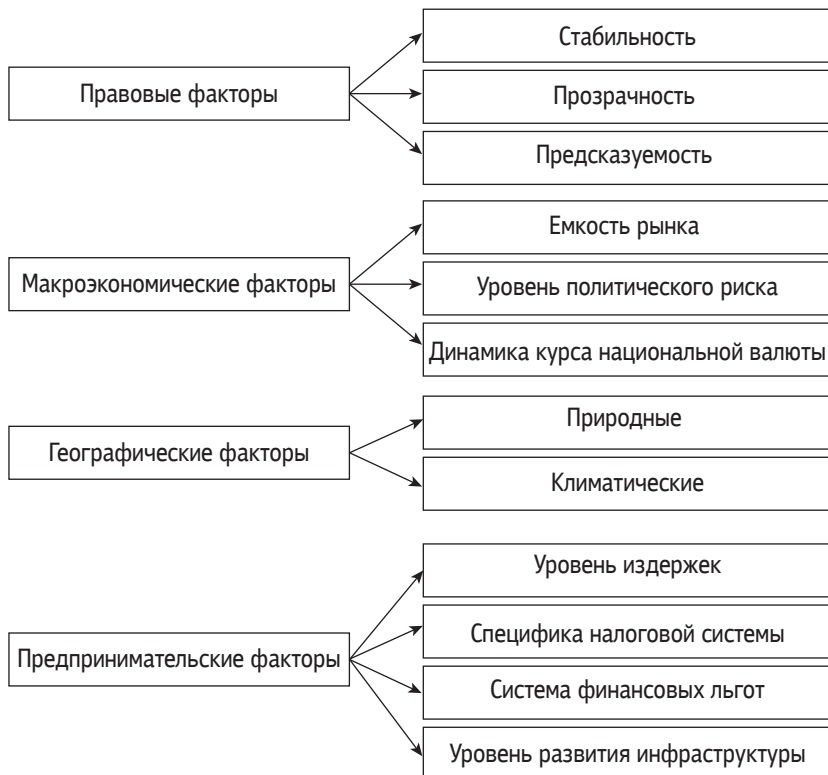 Правовые факторы
Стабильность
Прозрачность
Предсказуемость
Макроэкономические факторы
Емкость рынка
Уровень политического риска
Динамика курса национальной валюты
Географические факторы
Природные
Климатические
Предпринимательские факторы
Уровень издержек
Специфика налоговой системы
Система финансовых льгот
Уровень развития инфраструктуры